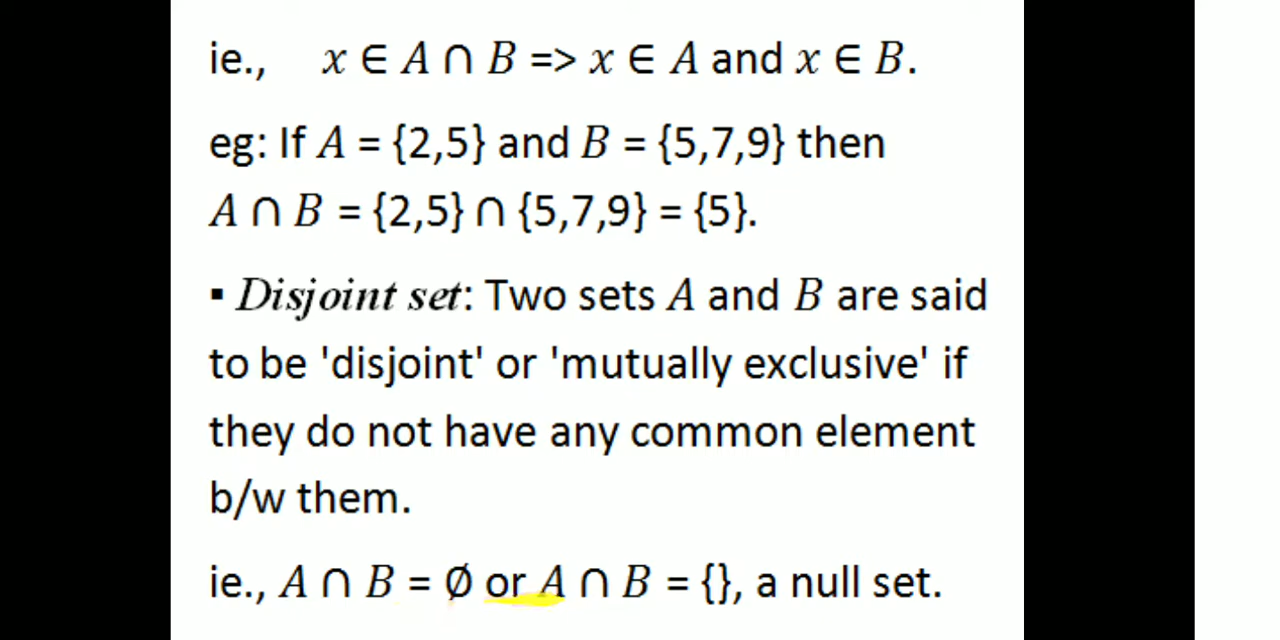 ie., x ∈ A ∩ B => x ∈ A and x ∈ B.
eg: If A = {2,5} and B = {5,7,9} then
A ∩ B = {2,5} ∩ {5,7,9} = {5}.
▪ Disjoint set: Two sets A and B are said
to be 'disjoint' or 'mutually exclusive' if
they do not have any common element
b/w them.
ie., A ∩ B = ∅ or A ∩ B = {}, a null set.